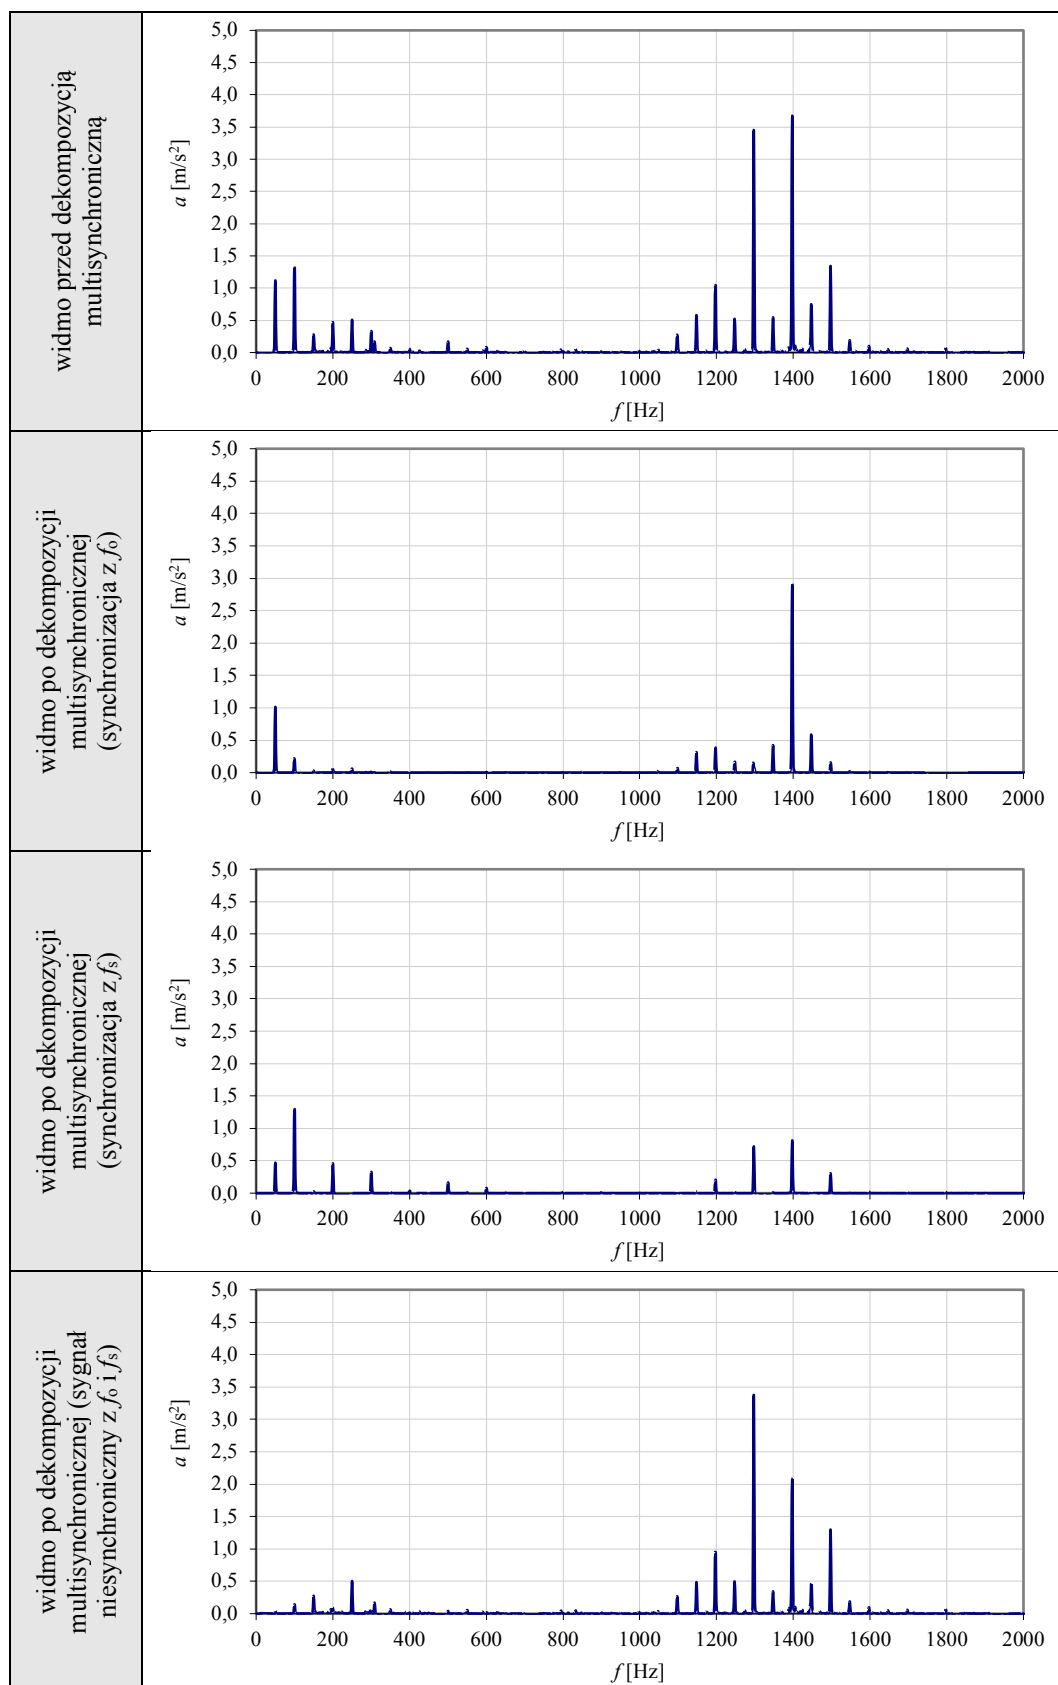 widmo przed dekompozycją
multisynchroniczną
5,0
4,5
4,0
3,5
3,0
2,5
2,0
1,5
1,0
0,5
0,0
a [m/s²]
0 200 400 600 800 1000 1200 1400 1600 1800 2000
f [Hz]
widmo po dekompozycji
multisynchronicznej
(synchronizacja z fo)
5,0
4,5
4,0
3,5
3,0
2,5
2,0
1,5
1,0
0,5
0,0
a [m/s²]
0 200 400 600 800 1000 1200 1400 1600 1800 2000
f [Hz]
widmo po dekompozycji
multisynchronicznej
(synchronizacja z fs)
5,0
4,5
4,0
3,5
3,0
2,5
2,0
1,5
1,0
0,5
0,0
a [m/s²]
0 200 400 600 800 1000 1200 1400 1600 1800 2000
f [Hz]
widmo po dekompozycji
multisynchronicznej (sygnał
niesynchroniczny z fo i fs)
5,0
4,5
4,0
3,5
3,0
2,5
2,0
1,5
1,0
0,5
0,0
a [m/s²]
0 200 400 600 800 1000 1200 1400 1600 1800 2000
f [Hz]